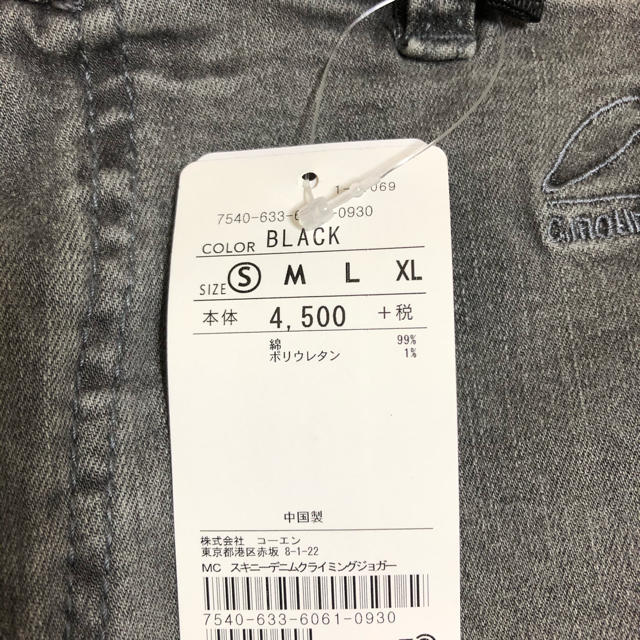 7540-633-6061-0930
COLOR BLACK
SIZE S M L XL
本体 4,500 +税
綿 99%
ポリウレタン 1%
中国製
株式会社 コーエン
東京都港区赤坂 8-1-22
MC スキニーデニムクライミングジョガー
7540-633-6061-0930